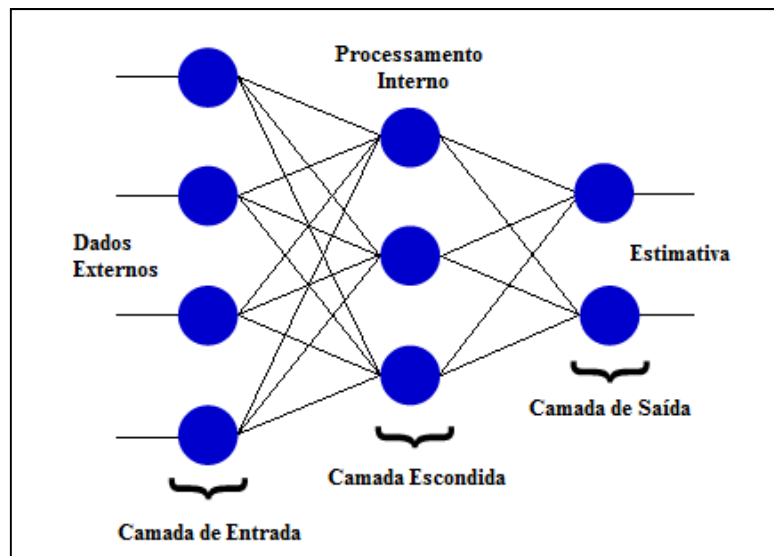 Processamento
Interno
Dados
Externos
Estimativa
Camada de Saída
Camada Escondida
Camada de Entrada